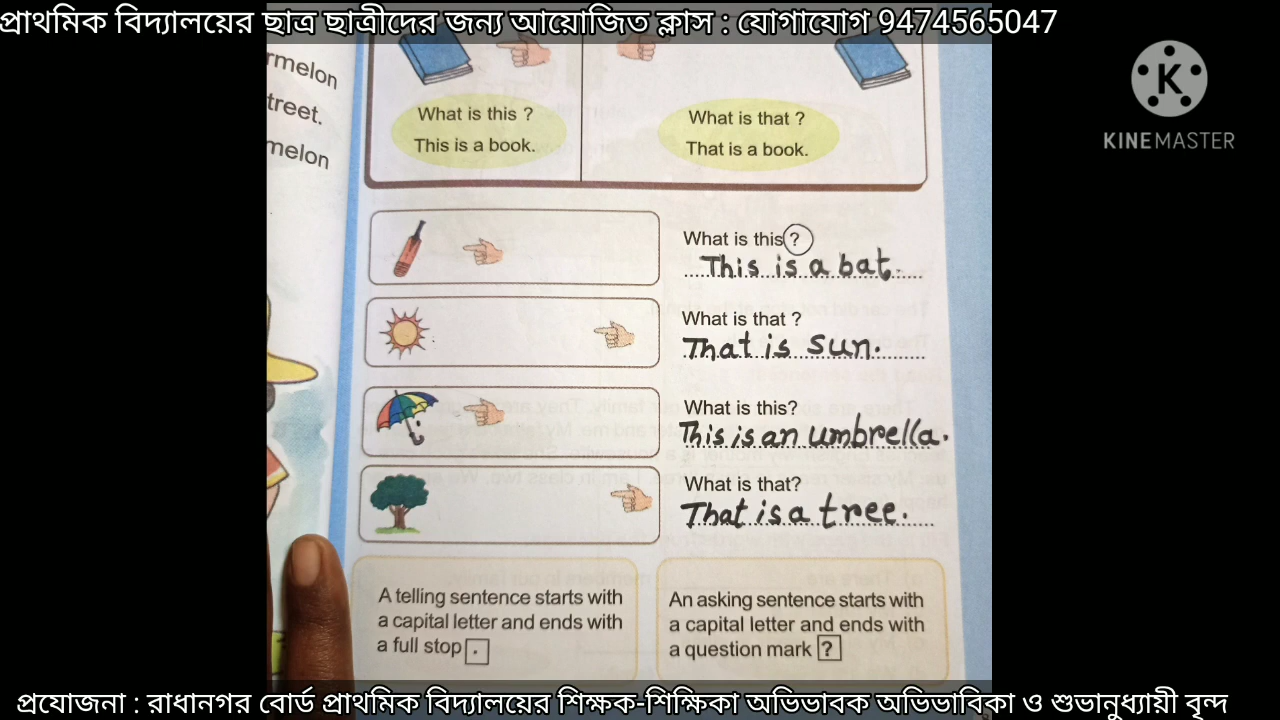 প্রাথমিক বিদ্যালয়ের ছাত্র ছাত্রীদের জন্য আয়োজিত ক্লাস : যোগাযোগ 9474565047
KINEMASTER
rmelon
treet.
melon
What is this ?
This is a book.
What is that ?
That is a book.
What is this ?
This is a bat.
What is that ?
That is sun.
What is this?
This is an umbrella.
What is that?
That is a tree.
A telling sentence starts with
a capital letter and ends with
a full stop .
An asking sentence starts with
a capital letter and ends with
a question mark ?
প্রযোজনা : রাধানগর বোর্ড প্রাথমিক বিদ্যালয়ের শিক্ষক-শিক্ষিকা অভিভাবক অভিভাবিকা ও শুভানুধ্যায়ী বৃন্দ